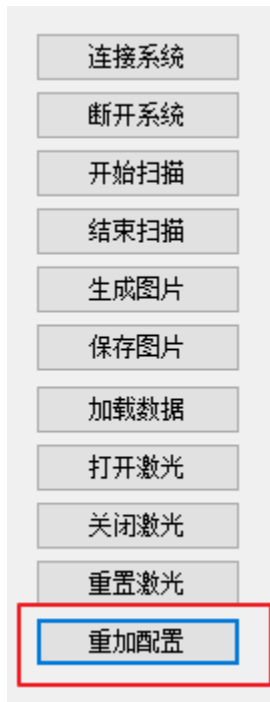 连接系统
断开系统
开始扫描
结束扫描
生成图片
保存图片
加载数据
打开激光
关闭激光
重置激光
重加配置